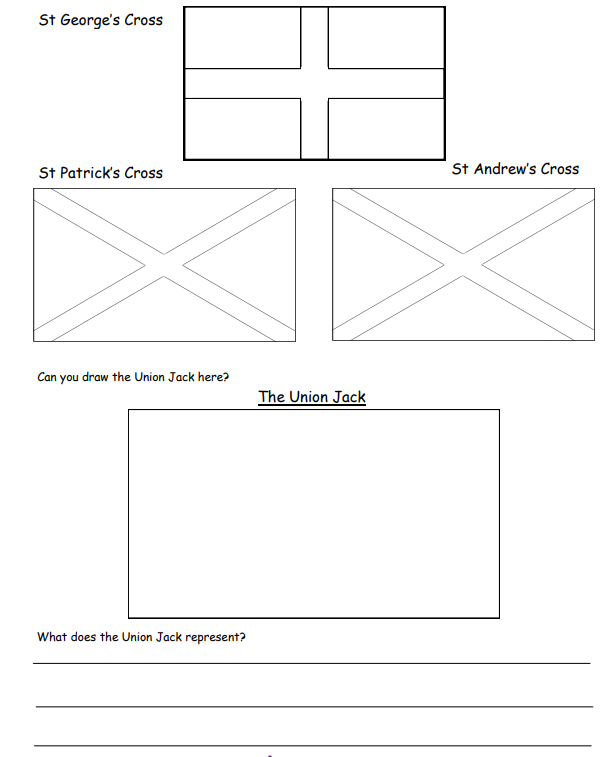 St George's Cross
St Patrick's Cross
St Andrew's Cross
Can you draw the Union Jack here?
The Union Jack
What does the Union Jack represent?